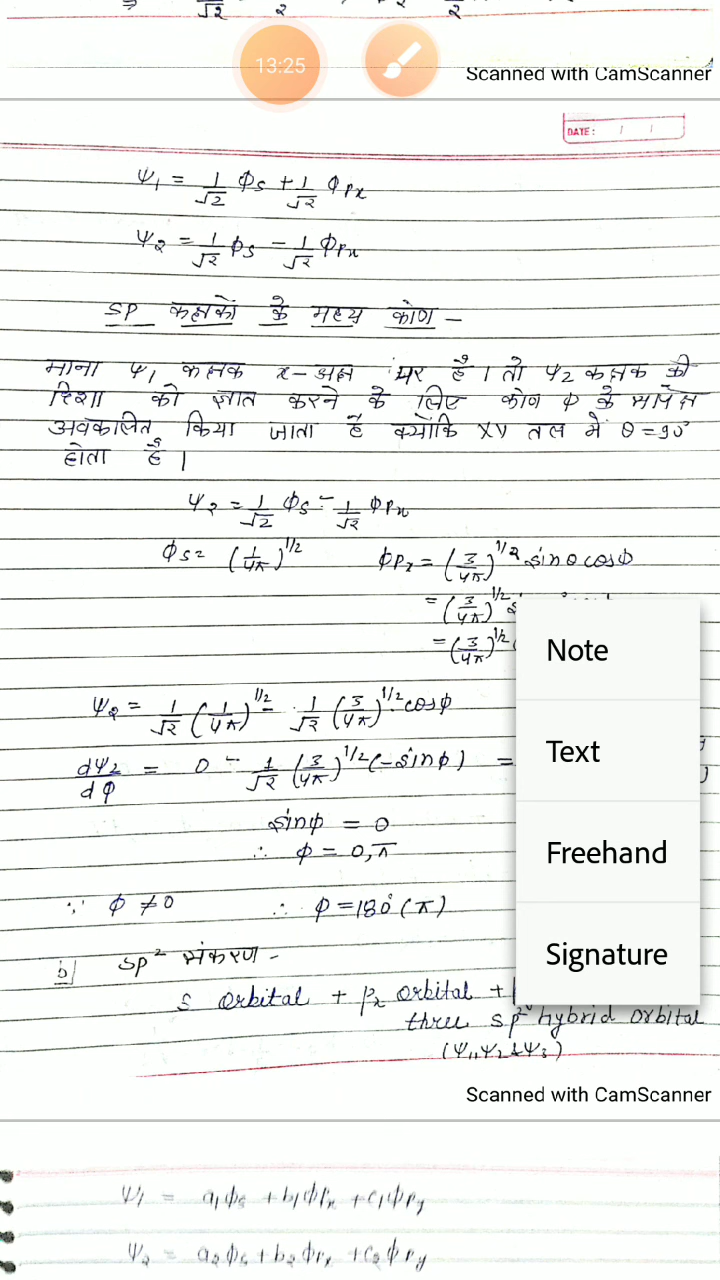 √2 2 2
13:25
Scanned with CamScanner
DATE: / /
Ψ₁ = 1/√2 ϕs + 1/√2 ϕPx
Ψ₂ = 1/√2 ϕs − 1/√2 ϕPx
SP कक्षकों के मध्य कोण —
माना Ψ₁ कक्षक x-अक्ष पर है। तो Ψ₂ कक्षक की
दिशा को ज्ञात करने के लिए कोण ϕ के सापेक्ष
अवकलित किया जाता है क्योंकि XY तल में θ = 90°
होता है।
Ψ₂ = 1/√2 ϕs − 1/√2 ϕPx
ϕs = (1/4π)^1/2 ϕPx = (3/4π)^1/2 sinθ cosϕ
= (3/4π)^1/2
= (3/4π)^1/2
Note
Ψ₂ = 1/√2 (1/4π)^1/2 − 1/√2 (3/4π)^1/2 cosϕ
Text
dΨ₂/dϕ = 0 − 1/√2 (3/4π)^1/2 (−sinϕ) =
sinϕ = 0
∴ ϕ = 0, π
Freehand
∵ ϕ ≠ 0 ∴ ϕ = 180° (π)
Signature
b) sp² संकरण -
s orbital + Px orbital +
three sp² hybrid orbital
(Ψ₁, Ψ₂ & Ψ₃)
Scanned with CamScanner
Ψ₁ = a₁ϕs + b₁ϕPx + c₁ϕPy
Ψ₂ = a₂ϕs + b₂ϕPx + c₂ϕPy